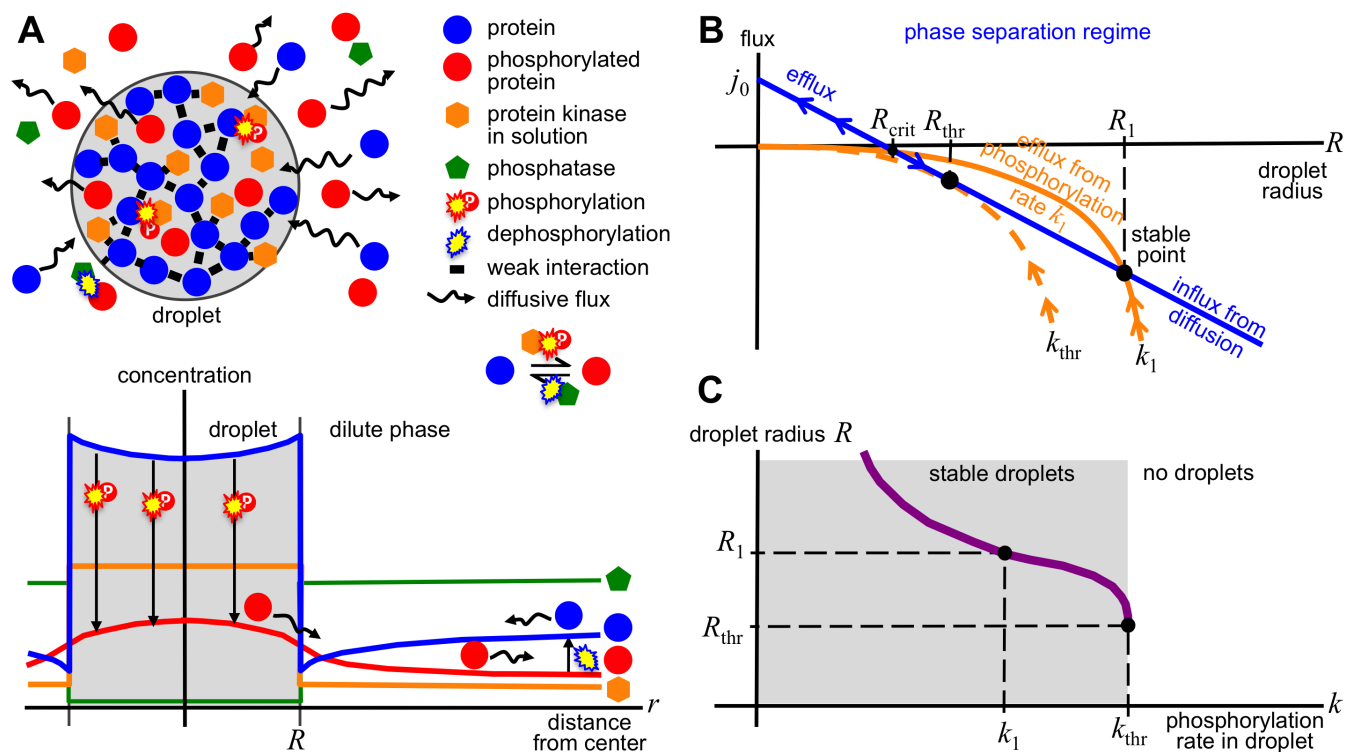 A
protein
phosphorylated
protein
protein kinase
in solution
phosphatase
phosphorylation
dephosphorylation
weak interaction
diffusive flux
P
P
P
droplet
P
concentration
droplet
dilute phase
P
P
P
r
R
distance
from center
B
phase separation regime
flux
j0
efflux
Rcrit
Rthr
R1
R
droplet
radius
efflux from
phosphorylation
rate k1
stable
point
influx from
diffusion
kthr
k1
C
droplet radius R
stable droplets
no droplets
R1
Rthr
k
k1
kthr
phosphorylation
rate in droplet